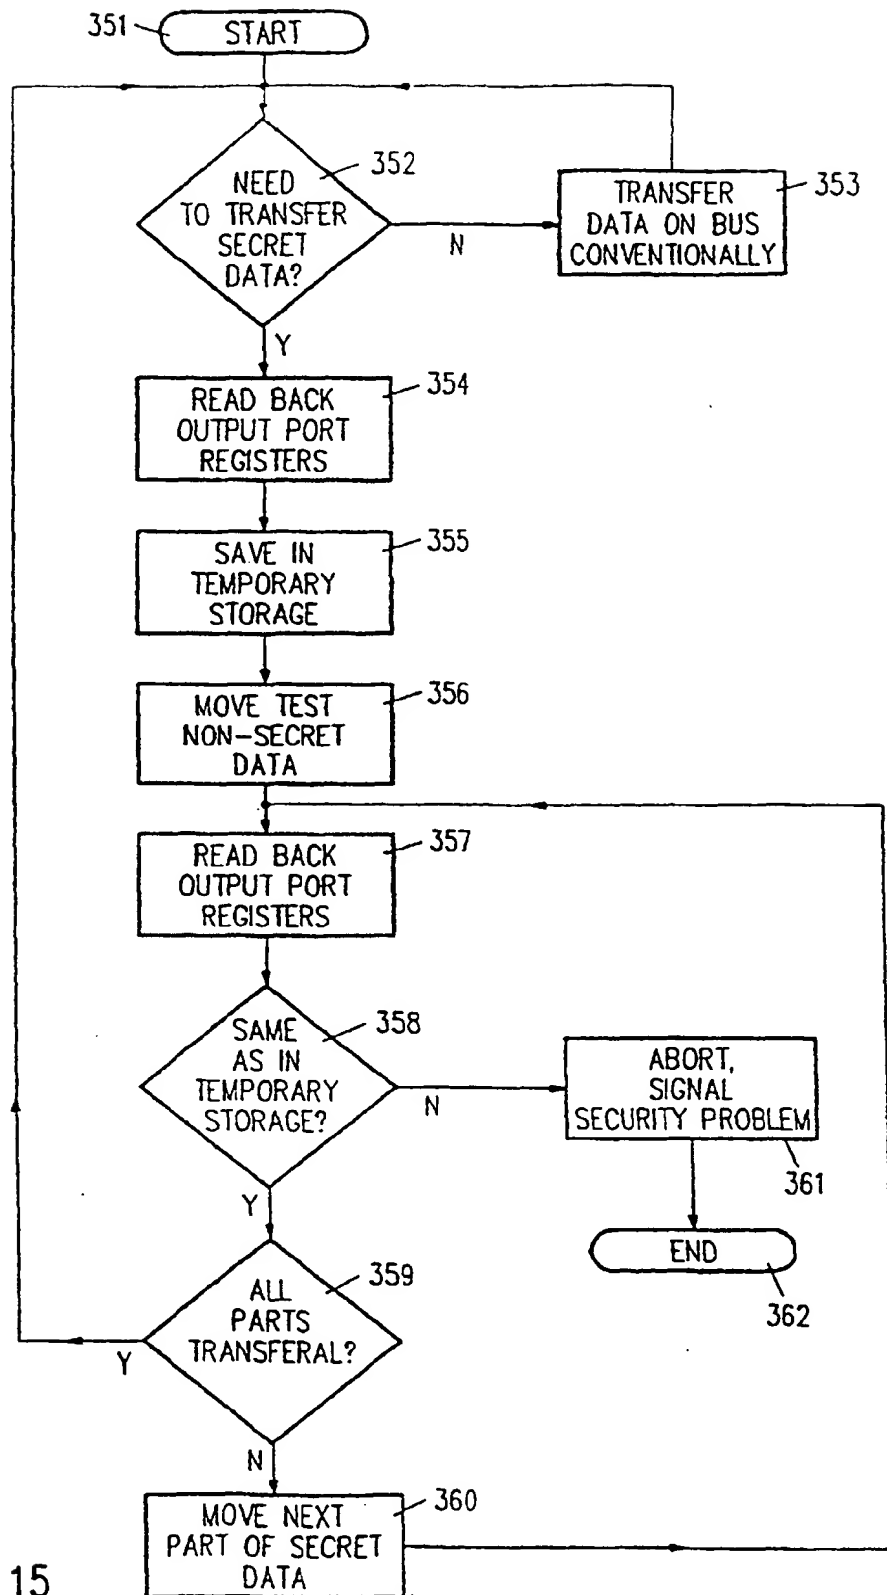 351
START
352
NEED
TO TRANSFER
SECRET
DATA?
N
353
TRANSFER
DATA ON BUS
CONVENTIONALLY
Y
354
READ BACK
OUTPUT PORT
REGISTERS
355
SAVE IN
TEMPORARY
STORAGE
356
MOVE TEST
NON-SECRET
DATA
357
READ BACK
OUTPUT PORT
REGISTERS
358
SAME
AS IN
TEMPORARY
STORAGE?
N
ABORT,
SIGNAL
SECURITY PROBLEM
361
END
362
Y
359
ALL
PARTS
TRANSFERAL?
Y
N
360
MOVE NEXT
PART OF SECRET
DATA
15